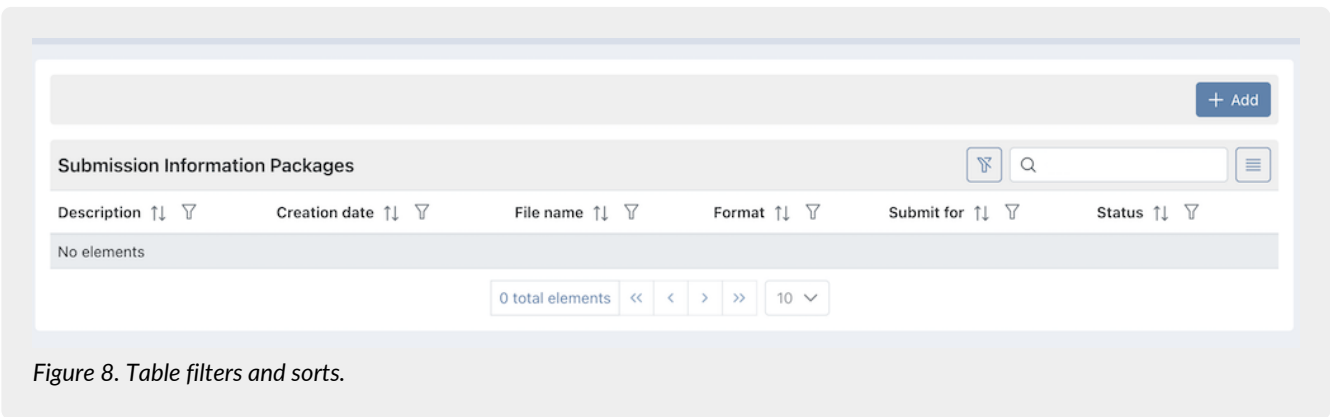 + Add
Submission Information Packages
Description Creation date File name Format Submit for Status
No elements
0 total elements << < > >> 10
Figure 8. Table filters and sorts.